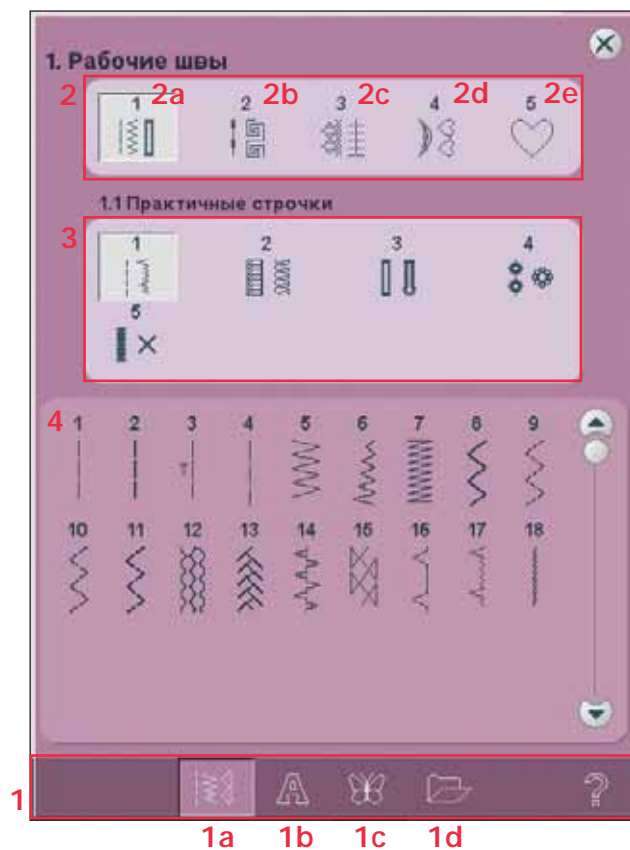 1. Рабочие швы
2 1 2a 2 2b 3 2c 4 2d 5 2e
1.1 Практичные строчки
3 1 2 3 4
5
4 1 2 3 4 5 6 7 8 9
10 11 12 13 14 15 16 17 18
1 A ?
1a 1b 1c 1d